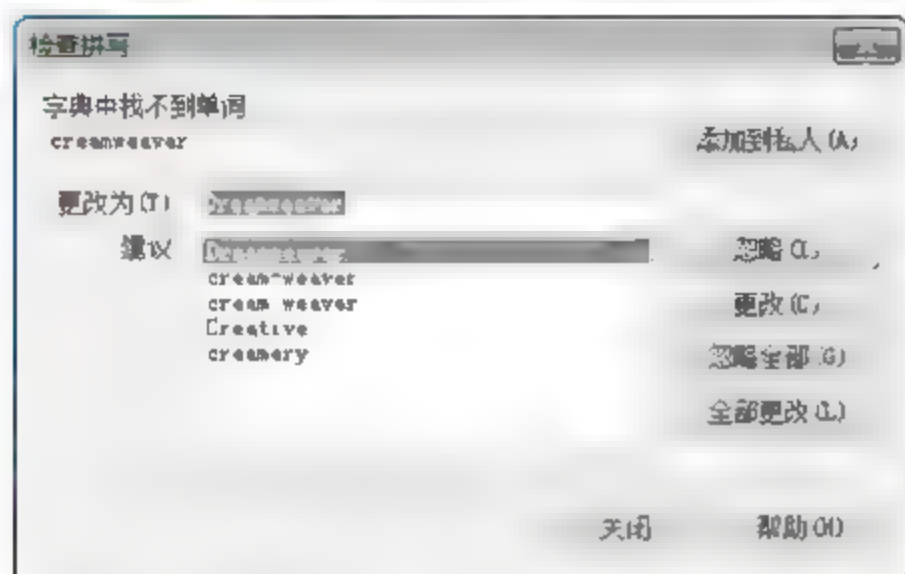 检查拼写
字典中找不到单词
creamweaver
添加到私人(A)
更改为(T) Dreamweaver
建议 Dreamweaver 忽略(I)
cream-weaver
cream weaver 更改(C)
Creative
creamery 忽略全部(G)
全部更改(L)
关闭 帮助(H)